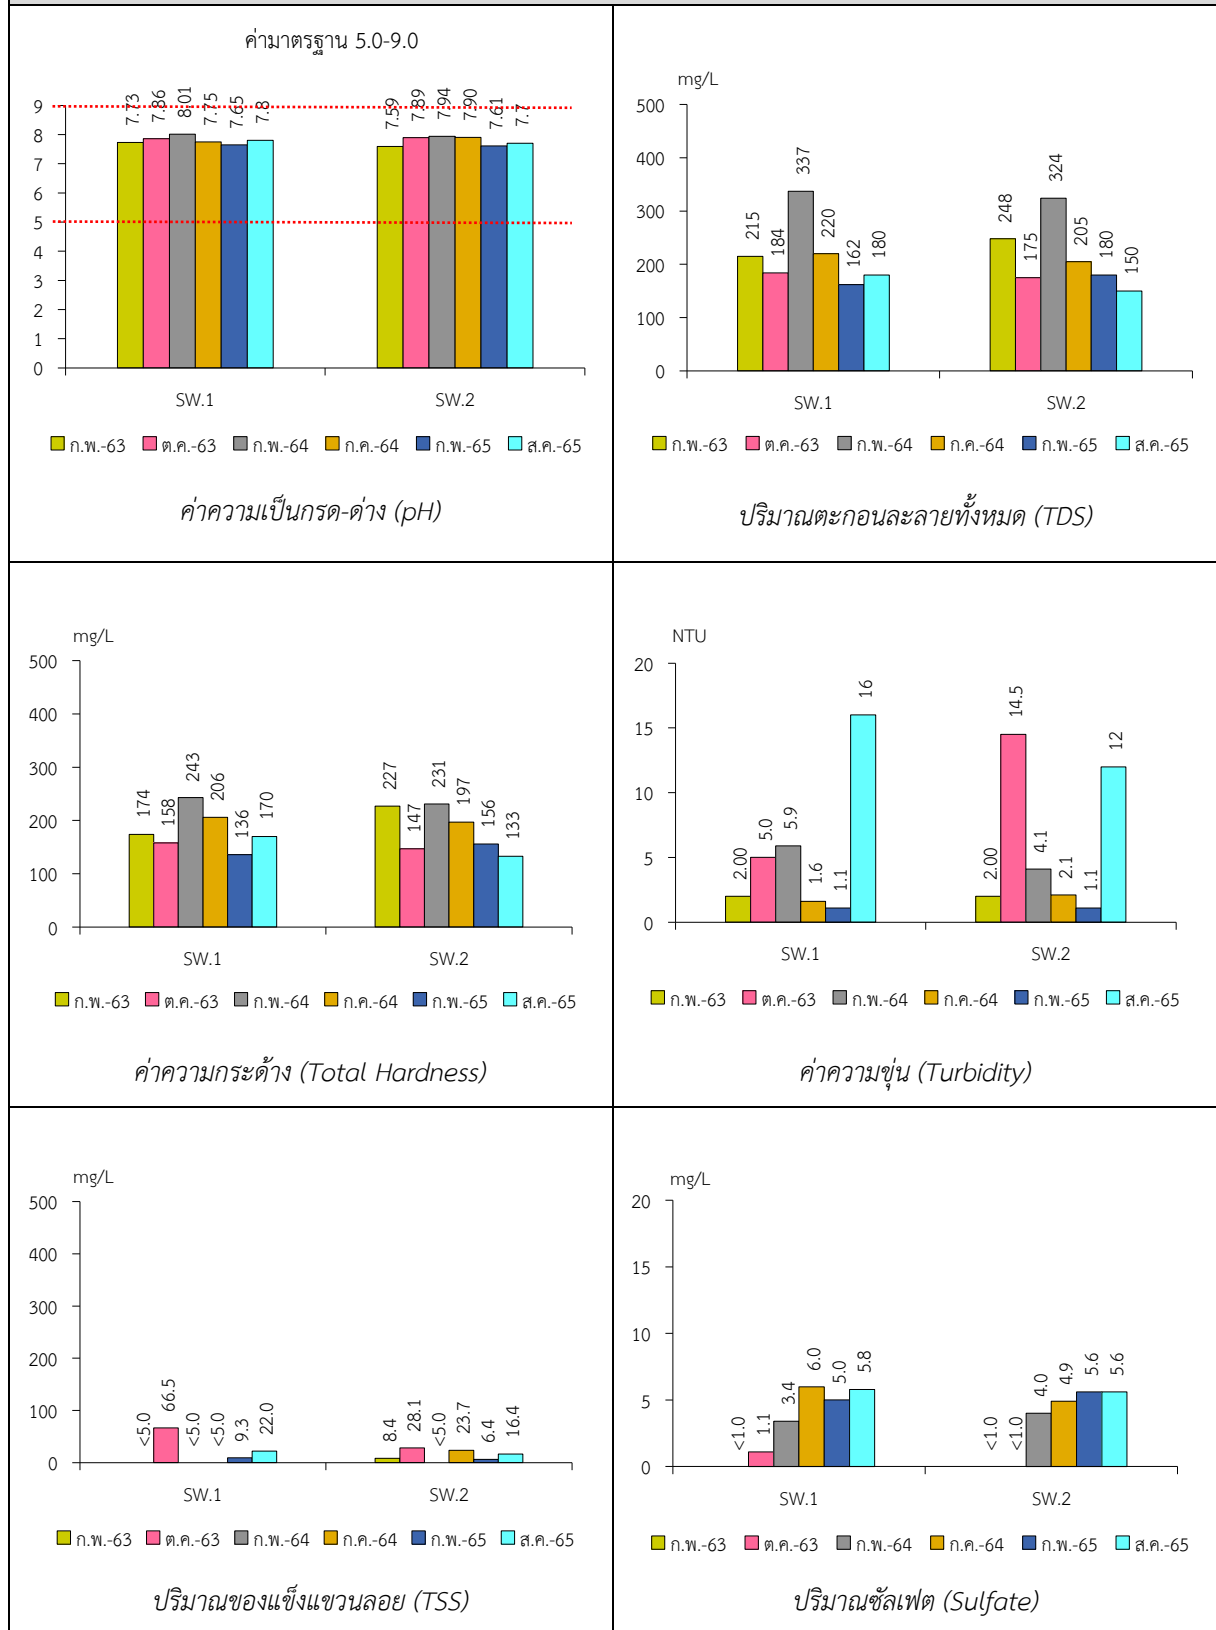 ค่ามาตรฐาน 5.0-9.0
7.73 7.86 8.01 7.75 7.65 7.8 7.59 7.89 7.94 7.90 7.61 7.7
9
8
7
6
5
4
3
2
1
0
SW.1 SW.2
ก.พ.-63 ต.ค.-63 ก.พ.-64 ก.ค.-64 ก.พ.-65 ส.ค.-65
ค่าความเป็นกรด-ด่าง (pH)
mg/L
500
400
300
200
100
0
215 184 337 220 162 180 248 175 324 205 180 150
SW.1 SW.2
ก.พ.-63 ต.ค.-63 ก.พ.-64 ก.ค.-64 ก.พ.-65 ส.ค.-65
ปริมาณตะกอนละลายทั้งหมด (TDS)
mg/L
500
400
300
200
100
0
174 158 243 206 136 170 227 147 231 197 156 133
SW.1 SW.2
ก.พ.-63 ต.ค.-63 ก.พ.-64 ก.ค.-64 ก.พ.-65 ส.ค.-65
ค่าความกระด้าง (Total Hardness)
NTU
20
15
10
5
0
2.00 5.0 5.9 1.6 1.1 16 2.00 14.5 4.1 2.1 1.1 12
SW.1 SW.2
ก.พ.-63 ต.ค.-63 ก.พ.-64 ก.ค.-64 ก.พ.-65 ส.ค.-65
ค่าความขุ่น (Turbidity)
mg/L
500
400
300
200
100
0
<5.0 66.5 <5.0 <5.0 9.3 22.0 8.4 28.1 <5.0 23.7 6.4 16.4
SW.1 SW.2
ก.พ.-63 ต.ค.-63 ก.พ.-64 ก.ค.-64 ก.พ.-65 ส.ค.-65
ปริมาณของแข็งแขวนลอย (TSS)
mg/L
20
15
10
5
0
<1.0 1.1 3.4 6.0 5.0 5.8 <1.0 <1.0 4.0 4.9 5.6 5.6
SW.1 SW.2
ก.พ.-63 ต.ค.-63 ก.พ.-64 ก.ค.-64 ก.พ.-65 ส.ค.-65
ปริมาณซัลเฟต (Sulfate)